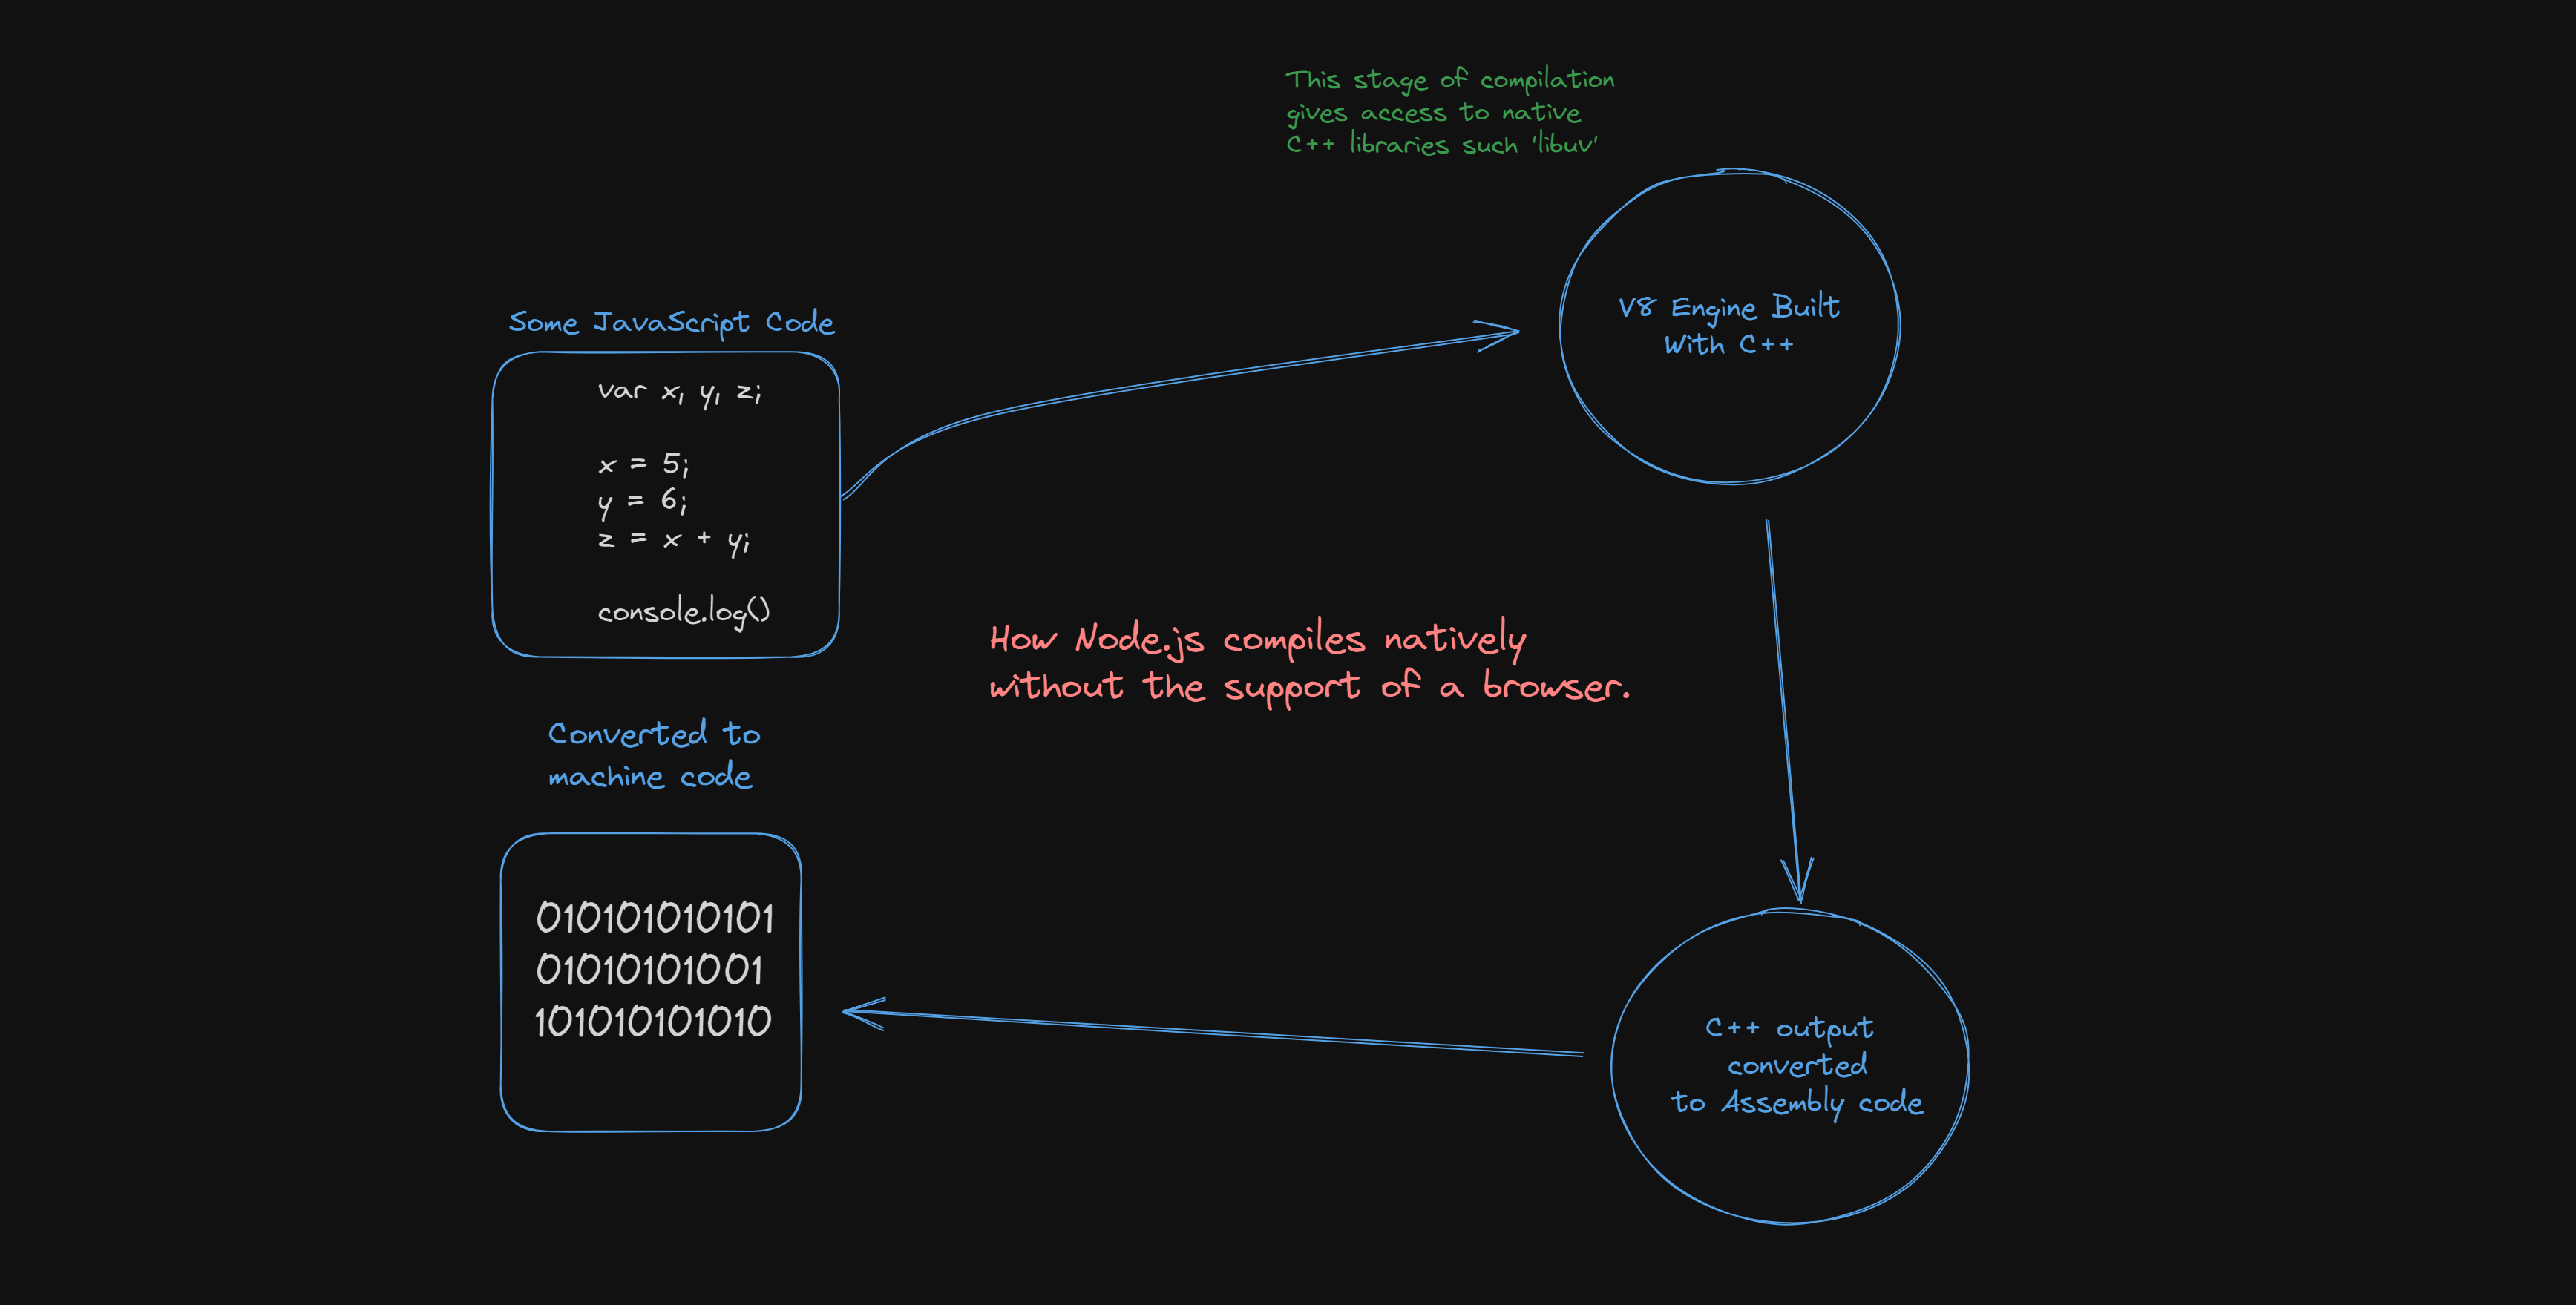 This stage of compilation
gives access to native
C++ libraries such 'libuv'
V8 Engine Built
With C++
Some JavaScript Code
var x, y, z;
x = 5;
y = 6;
z = x + y;
console.log()
How Node.js compiles natively
without the support of a browser.
Converted to
machine code
010101010101
01010101001
101010101010
C++ output
converted
to Assembly code